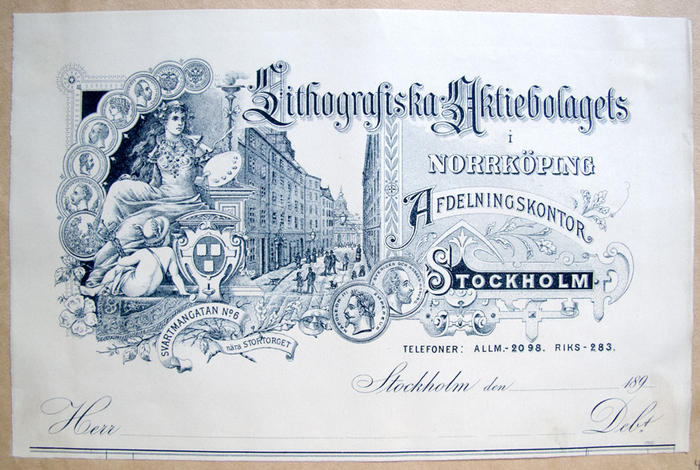 Lithografiska Aktiebolagets
i
NORRKÖPING
AFDELNINGSKONTOR
STOCKHOLM
SVARTMANGATAN No 6
nära STORTORGET
TELEFONER: ALLM.-2098. RIKS-283.
Stockholm den 189
Herr Debt.